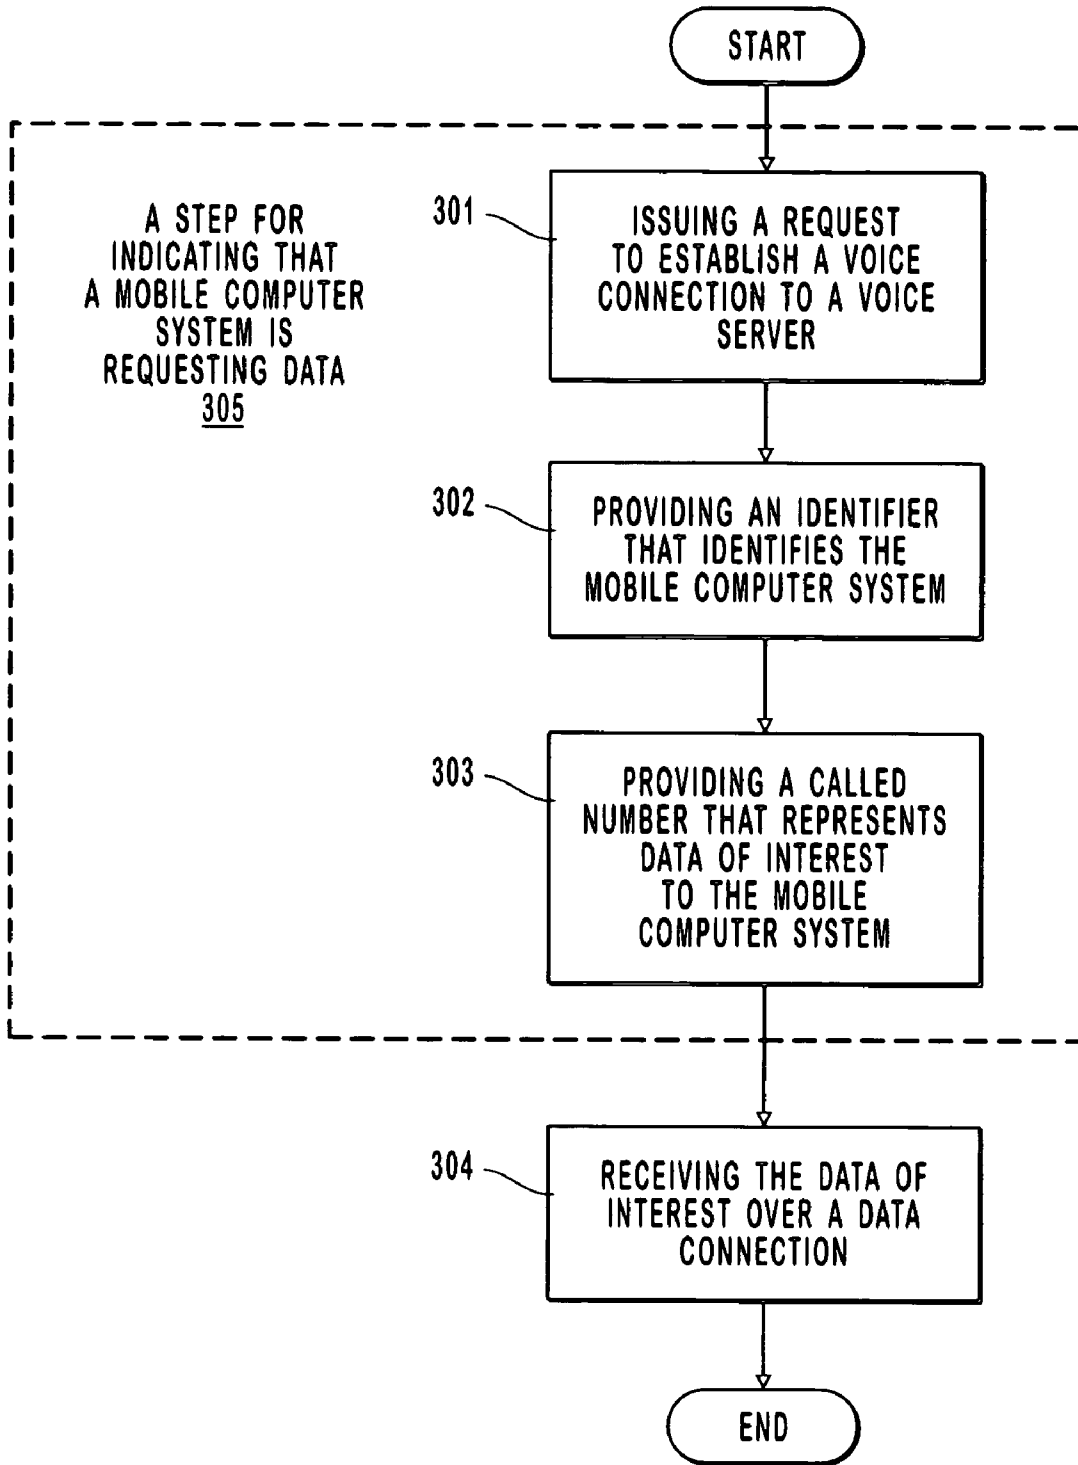 START
A STEP FOR
INDICATING THAT
A MOBILE COMPUTER
SYSTEM IS
REQUESTING DATA
305
301
ISSUING A REQUEST
TO ESTABLISH A VOICE
CONNECTION TO A VOICE
SERVER
302
PROVIDING AN IDENTIFIER
THAT IDENTIFIES THE
MOBILE COMPUTER SYSTEM
303
PROVIDING A CALLED
NUMBER THAT REPRESENTS
DATA OF INTEREST
TO THE MOBILE
COMPUTER SYSTEM
304
RECEIVING THE DATA OF
INTEREST OVER A DATA
CONNECTION
END